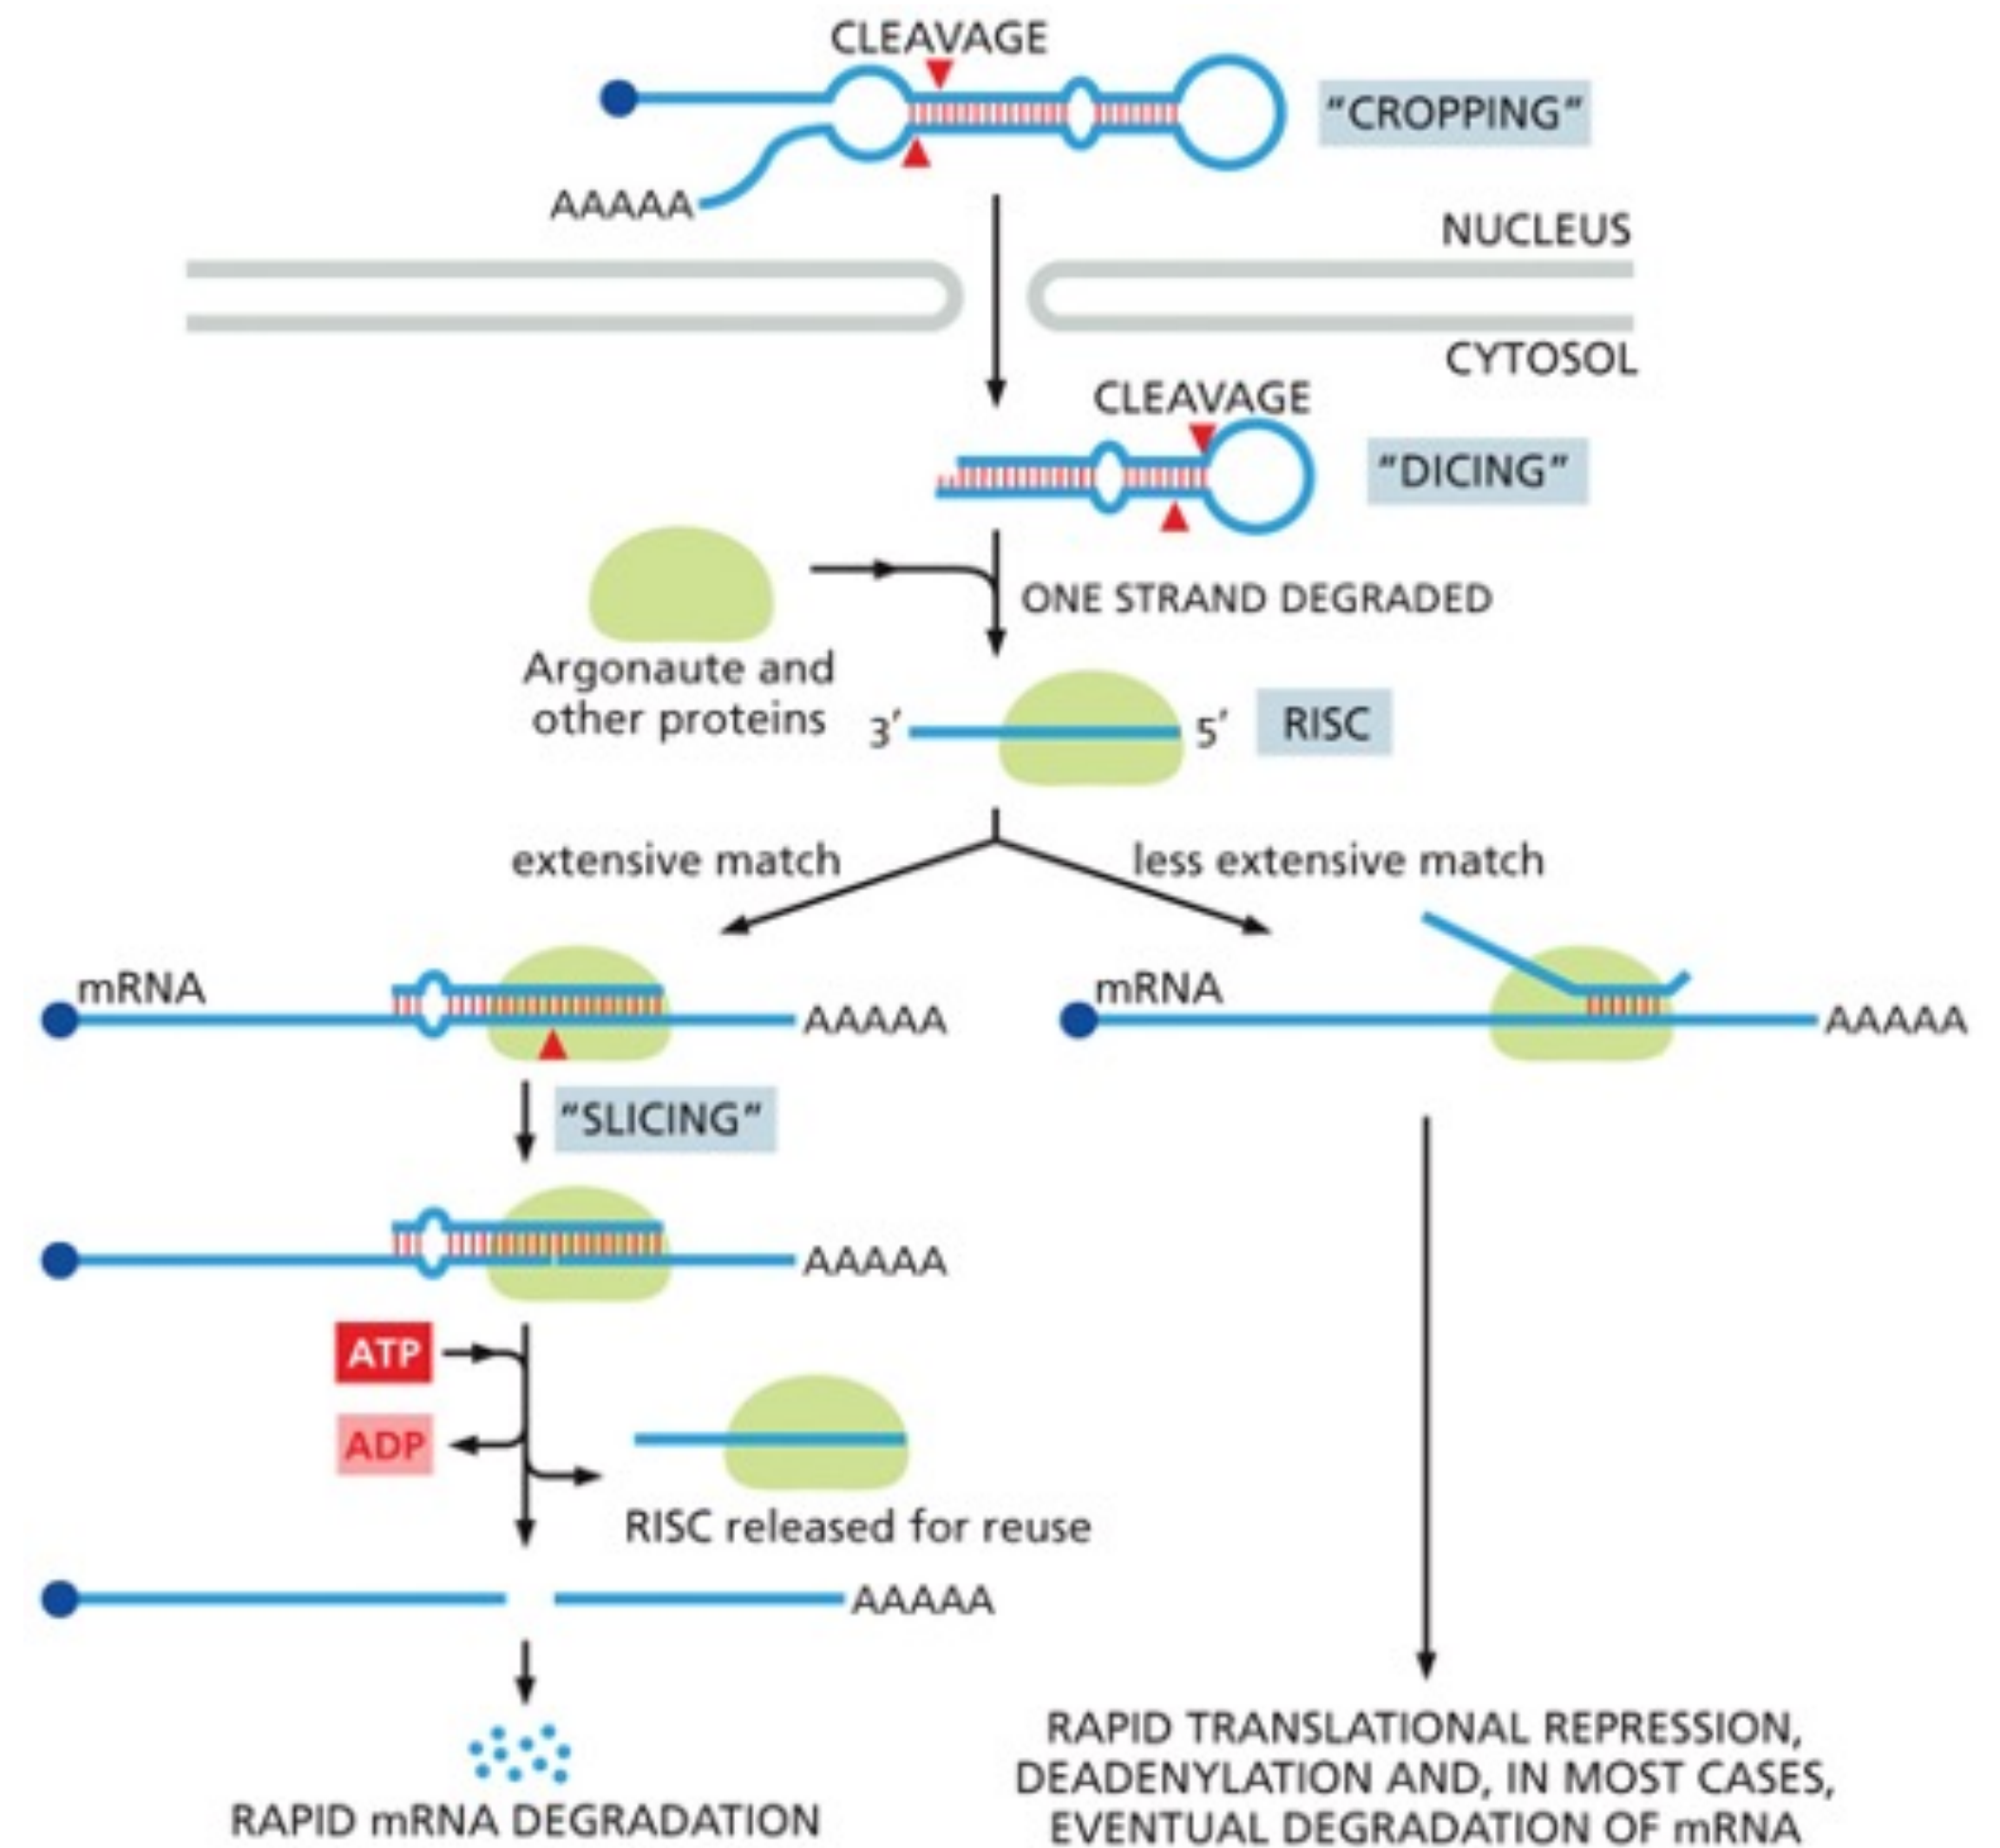 CLEAVAGE
"CROPPING"
AAAAA
NUCLEUS
CYTOSOL
CLEAVAGE
"DICING"
ONE STRAND DEGRADED
Argonaute and
other proteins
3′
5′
RISC
extensive match
less extensive match
mRNA
AAAAA
mRNA
AAAAA
"SLICING"
AAAAA
ATP
ADP
RISC released for reuse
AAAAA
RAPID mRNA DEGRADATION
RAPID TRANSLATIONAL REPRESSION,
DEADENYLATION AND, IN MOST CASES,
EVENTUAL DEGRADATION OF mRNA